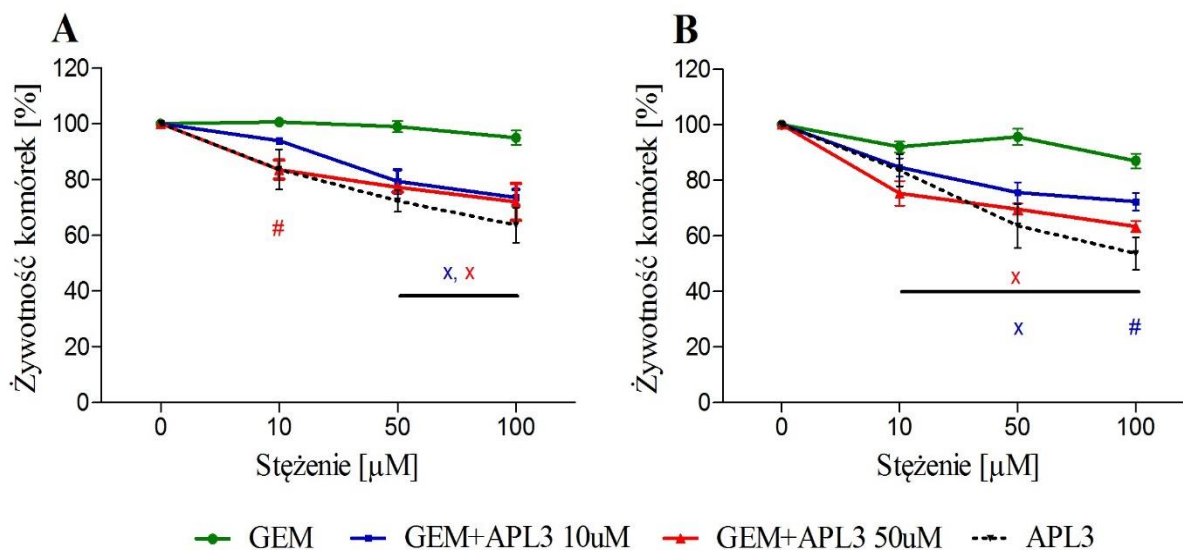 A
Żywotność komórek [%]
120
100
80
60
40
20
0
#
x, x
0 10 50 100
Stężenie [µM]
B
Żywotność komórek [%]
120
100
80
60
40
20
0
x
x #
0 10 50 100
Stężenie [µM]
GEM GEM+APL3 10uM GEM+APL3 50uM APL3